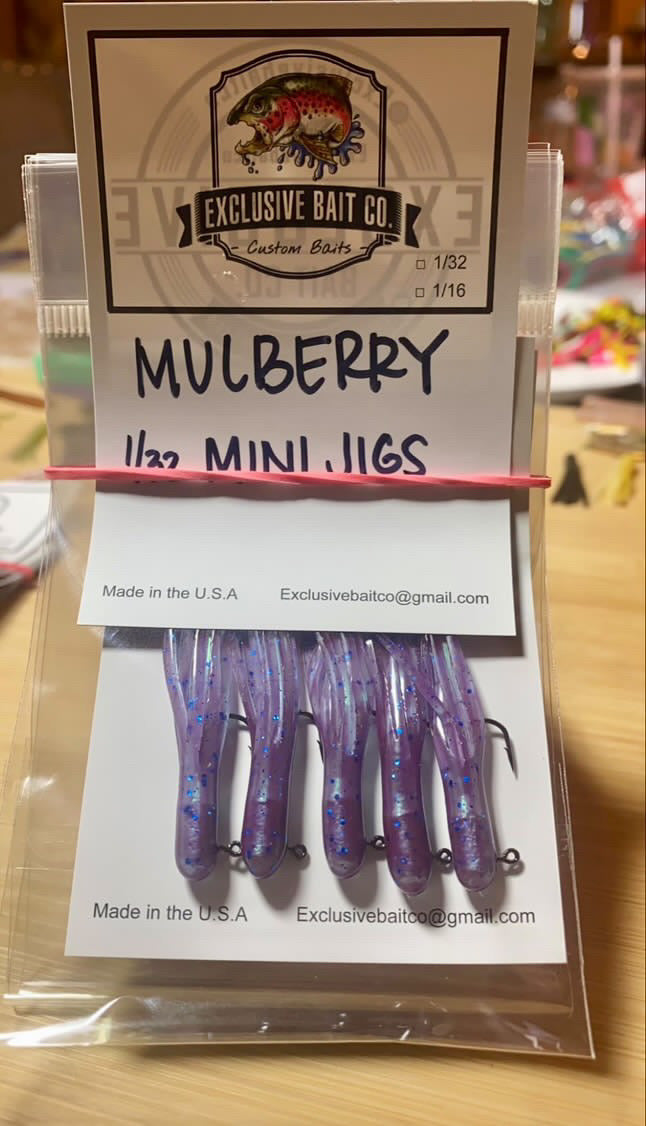 EXCLUSIVE BAIT CO.
- Custom Baits -
□ 1/32
□ 1/16
MULBERRY
1/32 MINI JIGS
Made in the U.S.A Exclusivebaitco@gmail.com
Made in the U.S.A Exclusivebaitco@gmail.com